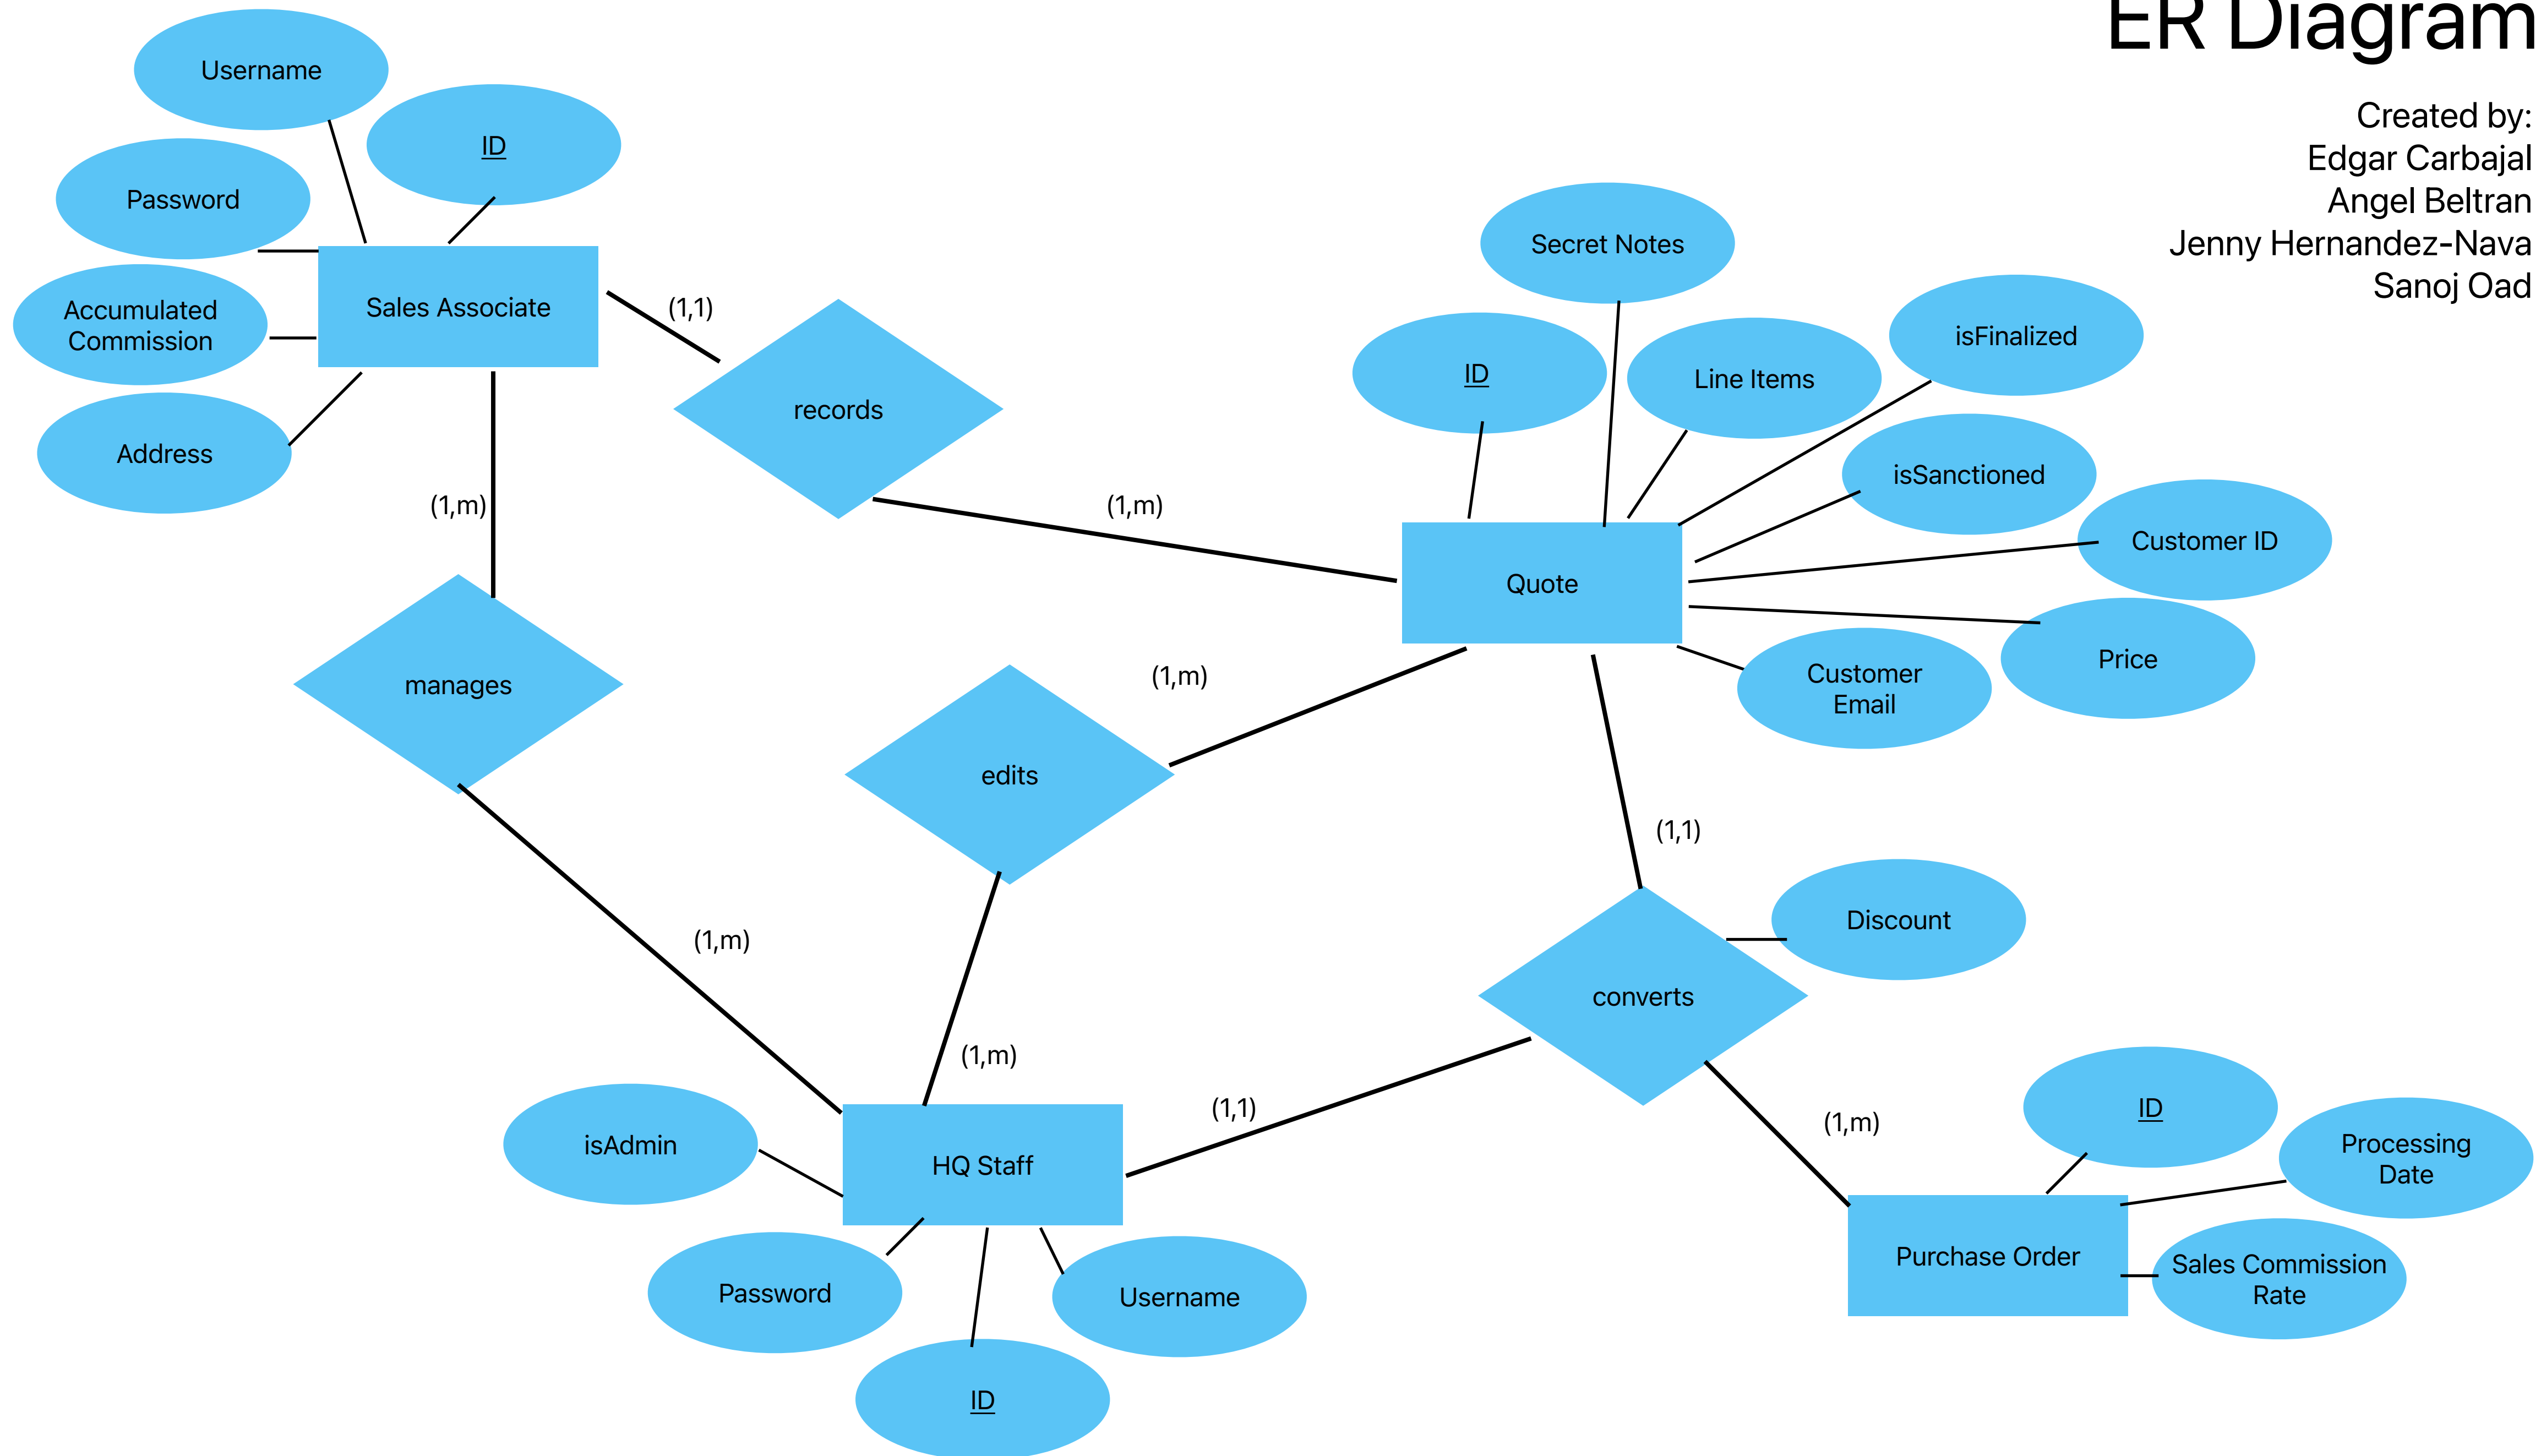 ER Diagram
Created by:
Edgar Carbajal
Angel Beltran
Jenny Hernandez-Nava
Sanoj Oad
Username
ID
Password
Accumulated
Commission
Sales Associate
Address
(1,1)
records
(1,m)
(1,m)
manages
Secret Notes
ID
Line Items
isFinalized
isSanctioned
Customer ID
Quote
Price
Customer
Email
(1,m)
edits
(1,m)
(1,m)
(1,1)
Discount
converts
(1,1)
(1,m)
isAdmin
HQ Staff
Password
Username
ID
ID
Processing
Date
Purchase Order
Sales Commission
Rate